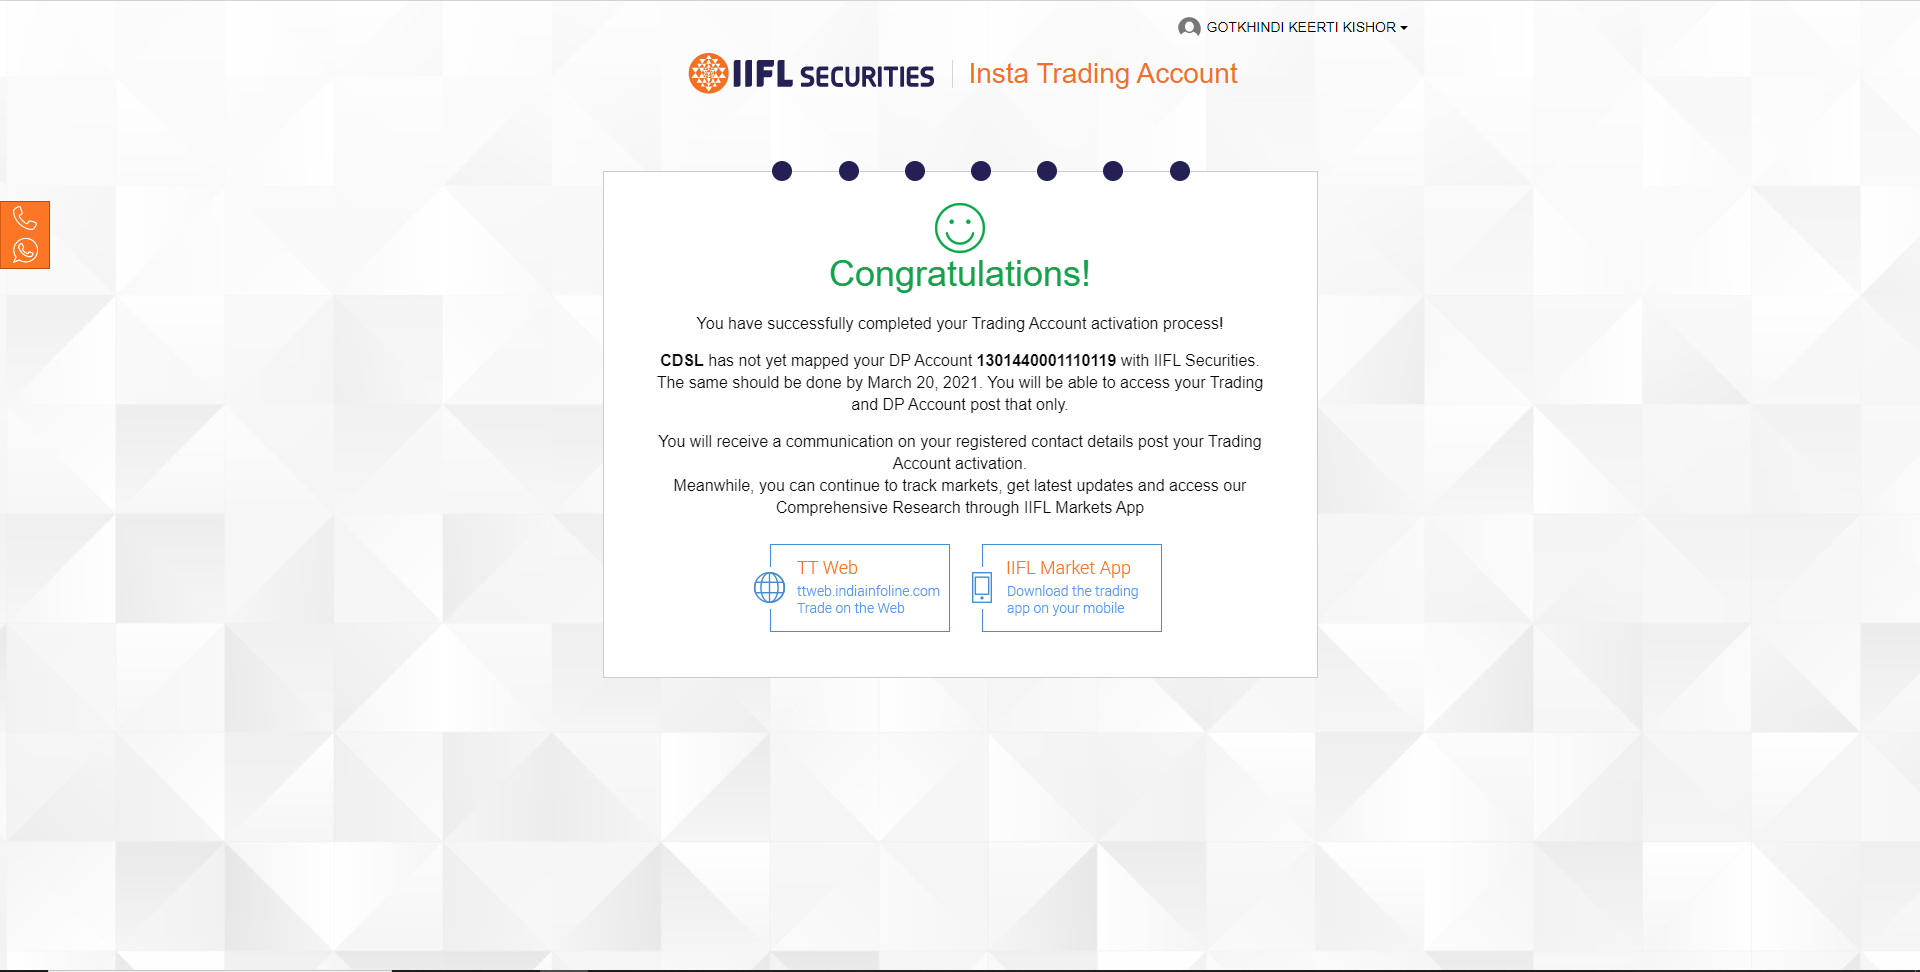 GOTKHINDI KEERTI KISHOR
IIFL SECURITIES
Insta Trading Account
Congratulations!
You have successfully completed your Trading Account activation process!
CDSL has not yet mapped your DP Account 1301440001110119 with IIFL Securities.
The same should be done by March 20, 2021. You will be able to access your Trading
and DP Account post that only.
You will receive a communication on your registered contact details post your Trading
Account activation.
Meanwhile, you can continue to track markets, get latest updates and access our
Comprehensive Research through IIFL Markets App
TT Web
ttweb.indiainfoline.com
Trade on the Web
IIFL Market App
Download the trading
app on your mobile